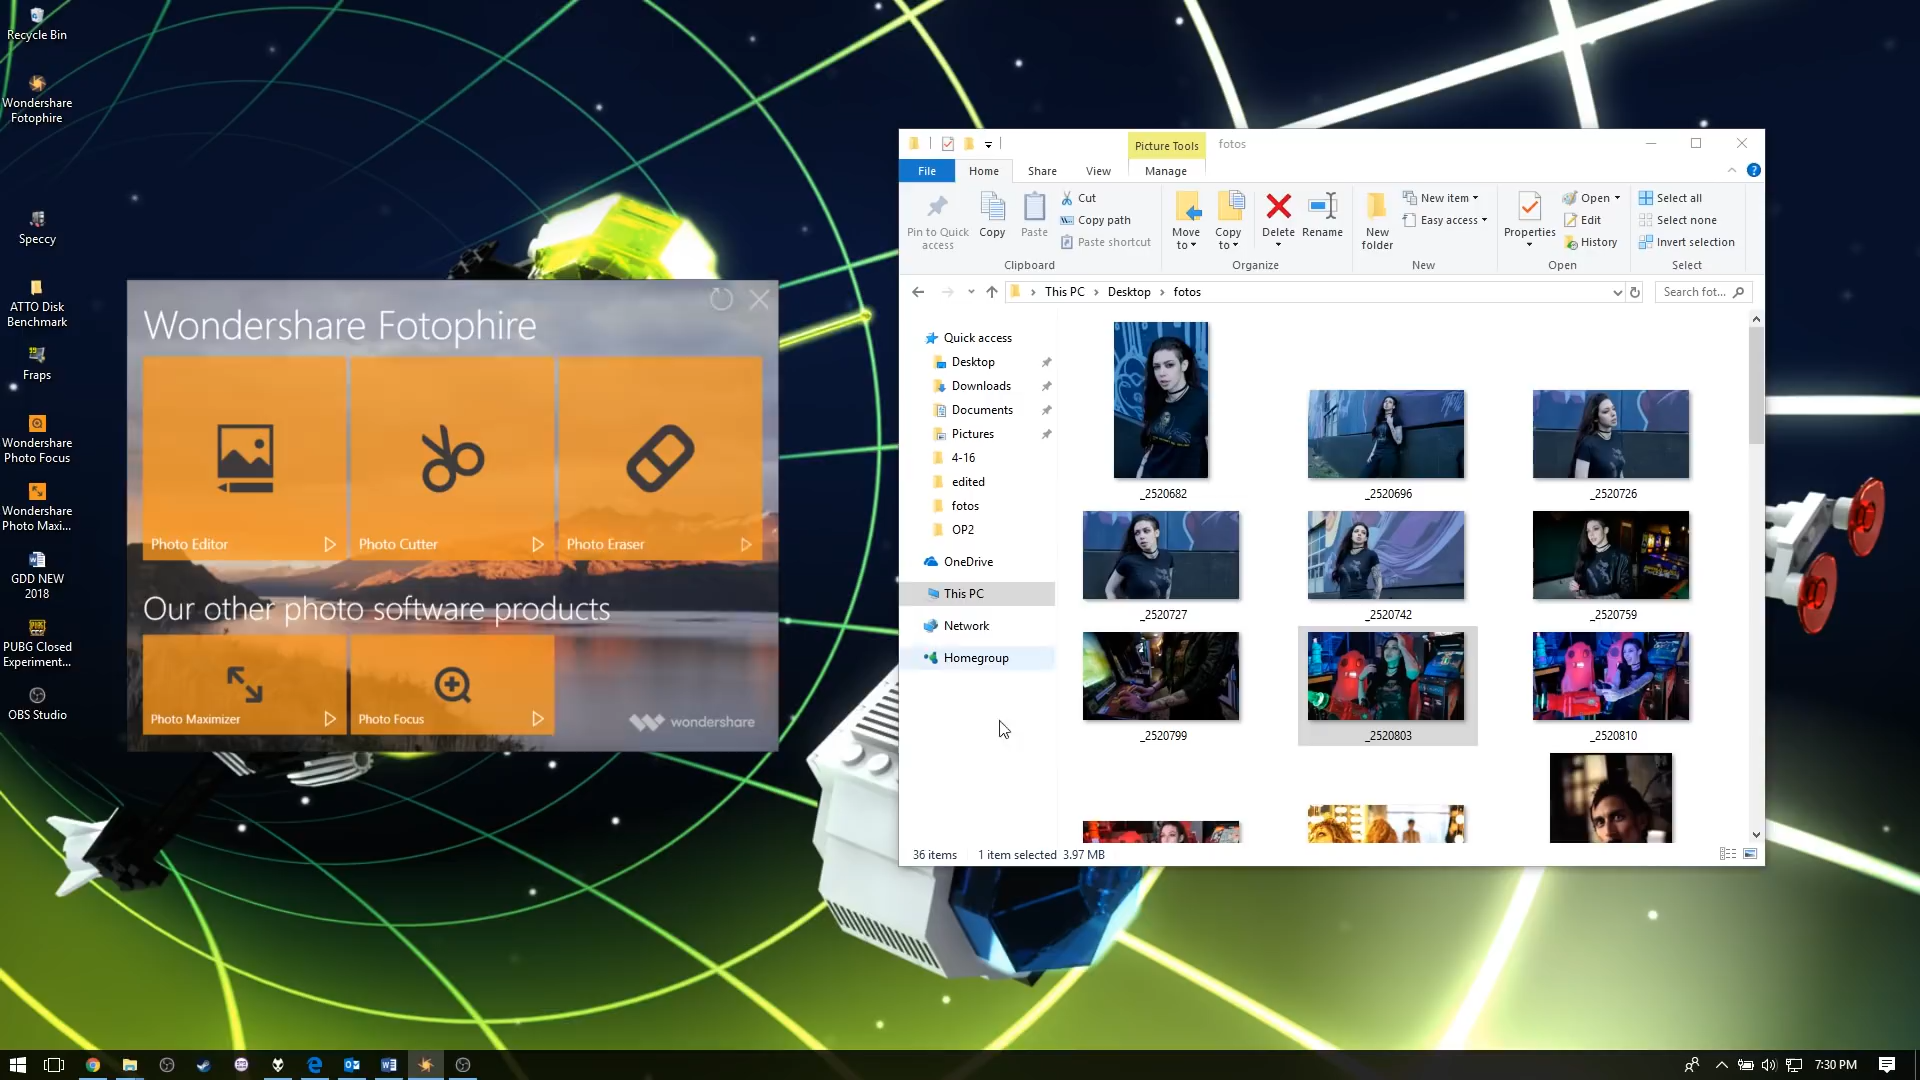 Recycle Bin
Wondershare
Fotophire
Speccy
ATTO Disk
Benchmark
Fraps
Wondershare
Photo Focus
Wondershare
Photo Maxi...
GDD NEW
2018
PUBG Closed
Experiment...
OBS Studio
Wondershare Fotophire
Photo Editor
Photo Cutter
Photo Eraser
Our other photo software products
Photo Maximizer
Photo Focus
wondershare
Picture Tools
fotos
File
Home
Share
View
Manage
Pin to Quick
access
Copy
Paste
Cut
Copy path
Paste shortcut
Clipboard
Move
to
Copy
to
Delete
Rename
Organize
New
folder
New item
Easy access
New
Properties
Open
Edit
History
Open
Select all
Select none
Invert selection
Select
This PC > Desktop > fotos
Search fot...
Quick access
Desktop
Downloads
Documents
Pictures
4-16
edited
fotos
OP2
OneDrive
This PC
Network
Homegroup
_2520682
_2520696
_2520726
_2520727
_2520742
_2520759
_2520799
_2520803
_2520810
36 items
1 item selected 3.97 MB
7:30 PM